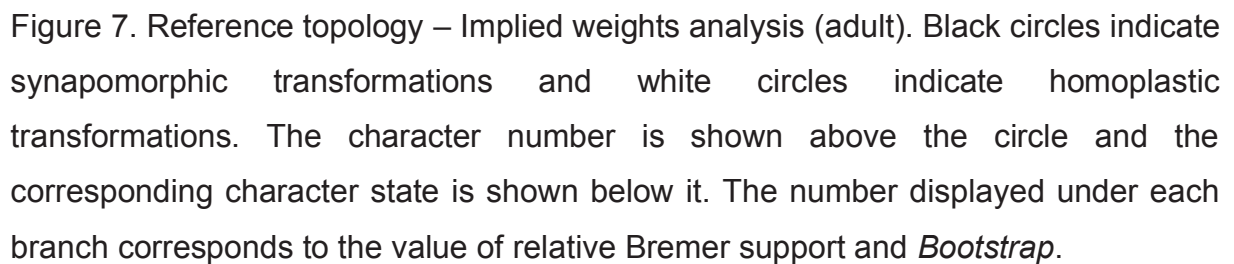 Figure 7. Reference topology – Implied weights analysis (adult). Black circles indicate
synapomorphic transformations and white circles indicate homoplastic
transformations. The character number is shown above the circle and the
corresponding character state is shown below it. The number displayed under each
branch corresponds to the value of relative Bremer support and Bootstrap.